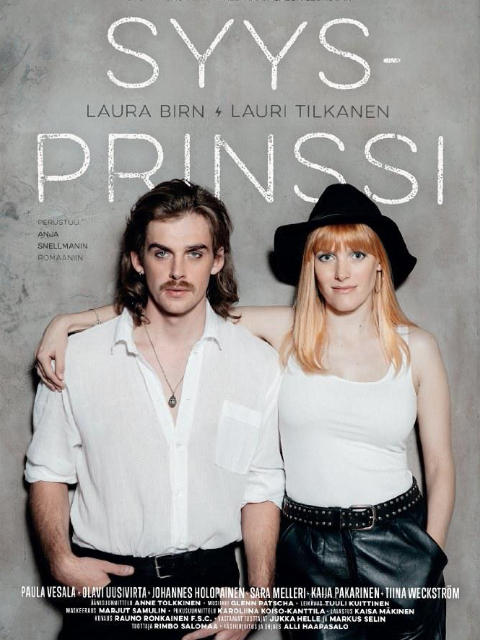 SYYS-
LAURA BIRN LAURI TILKANEN
PRINSSI
PERUSTUU
ANJA
SNELLMANIN
ROMAANIIN
PAULA VESALA · OLAVI UUSIVIRTA · JOHANNES HOLOPAINEN · SARA MELLERI · KAIJA PAKARINEN · TIINA WECKSTRÖM
ÄÄNISUUNNITTELU ANNE TOLKKINEN · MUSIIKKI GLENN PATSCHA · LEIKKAUS TUULI KUITTINEN
MASKEERAUS MARJUT SAMULIN · PUKUSUUNNITTELU KAROLIINA KOISO-KANTTILA · LAVASTUS KAISA MÄKINEN
KUVAUS RAUNO RONKAINEN F.S.C. · VASTAAVAT TUOTTAJAT JUKKA HELLE JA MARKUS SELIN
TUOTTAJA RIMBO SALOMAA · KÄSIKIRJOITUS JA OHJAUS ALLI HAAPASALO